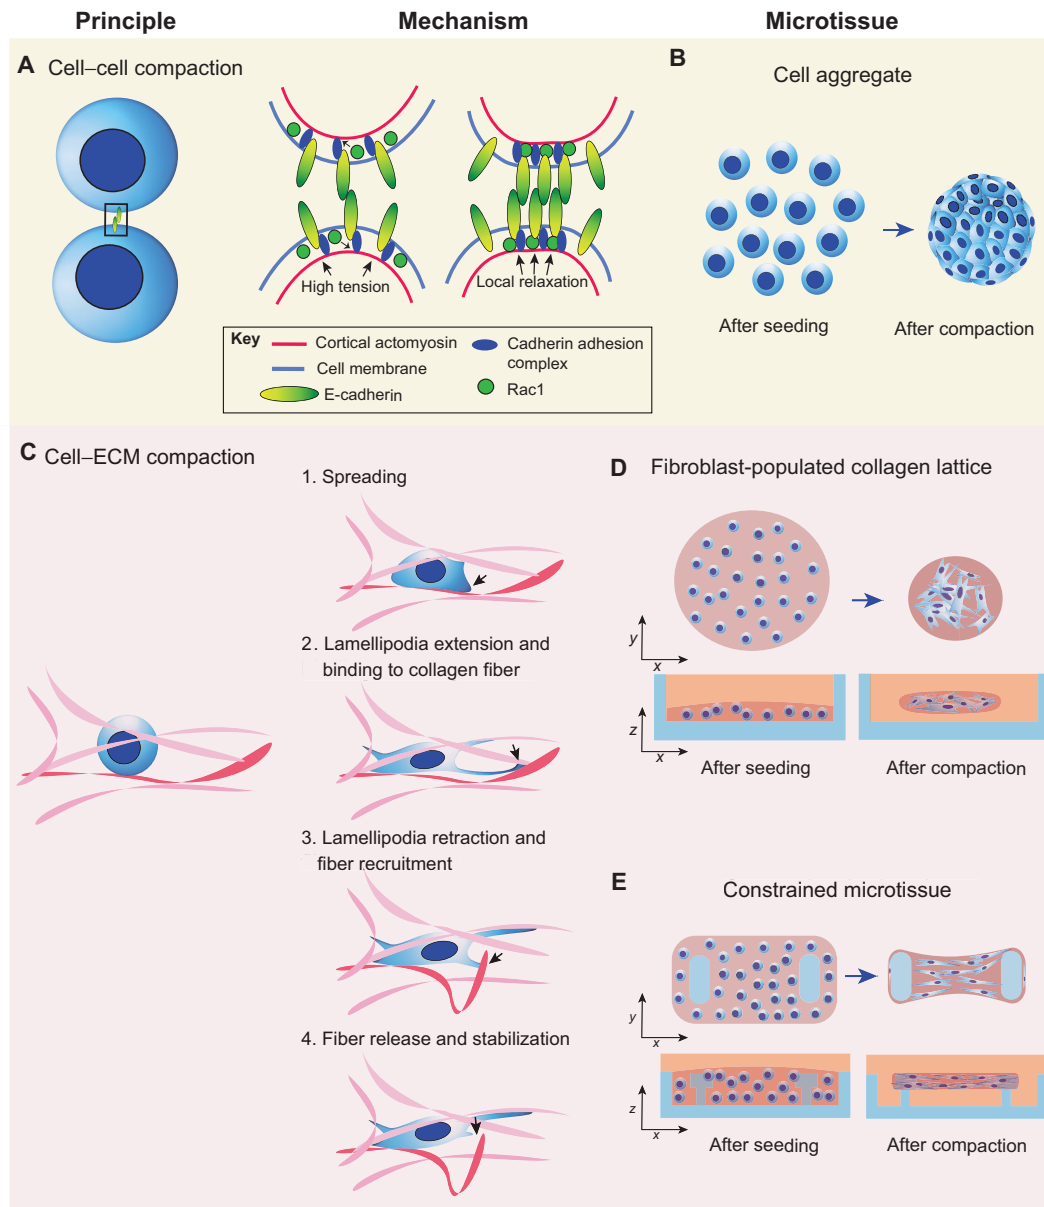 Principle
Mechanism
Microtissue
A Cell–cell compaction
High tension
Local relaxation
B
Cell aggregate
After seeding
After compaction
Key
Cortical actomyosin
Cell membrane
E-cadherin
Cadherin adhesion
complex
Rac1
C Cell–ECM compaction
1. Spreading
2. Lamellipodia extension and
binding to collagen fiber
3. Lamellipodia retraction and
fiber recruitment
4. Fiber release and stabilization
D Fibroblast-populated collagen lattice
y
x
z
x
After seeding
After compaction
E
Constrained microtissue
y
x
z
x
After seeding
After compaction